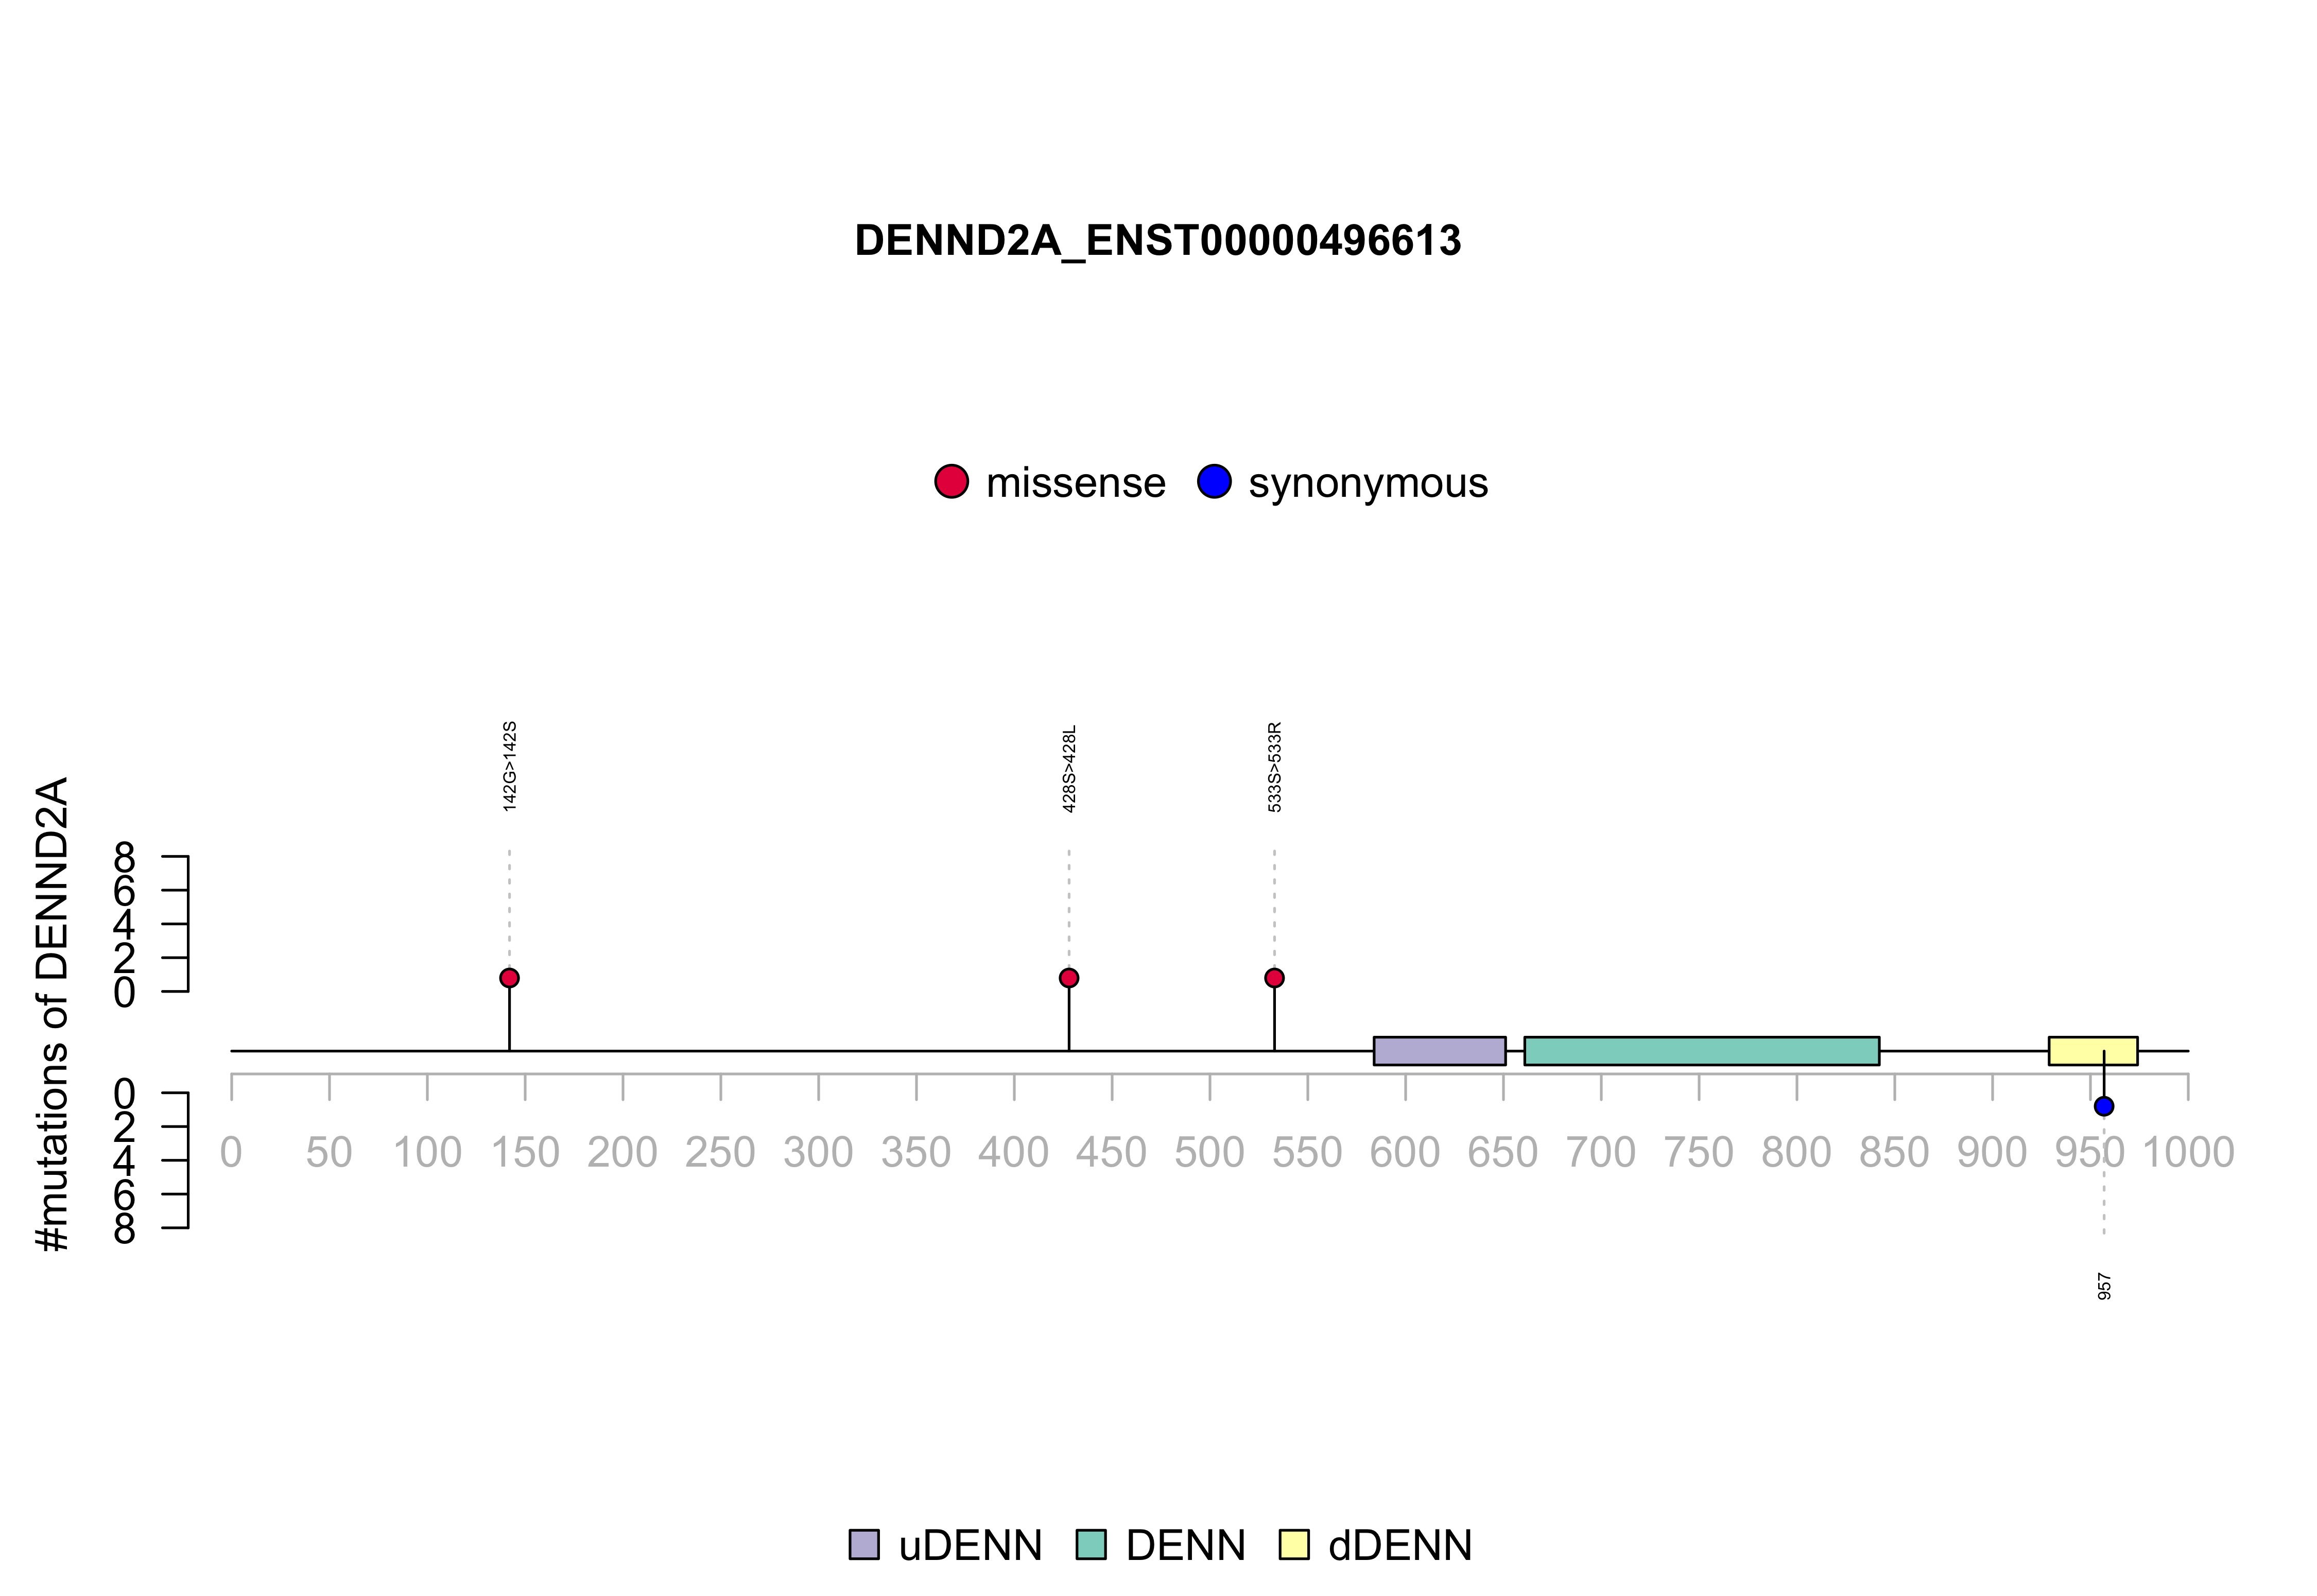 DENND2A_ENST00000496613
missense synonymous
142G>142S
428S>428L
533S>533R
#mutations of DENND2A
8
6
4
2
0
0
2
4
6
8
0 50 100 150 200 250 300 350 400 450 500 550 600 650 700 750 800 850 900 950 1000
957
uDENN DENN dDENN